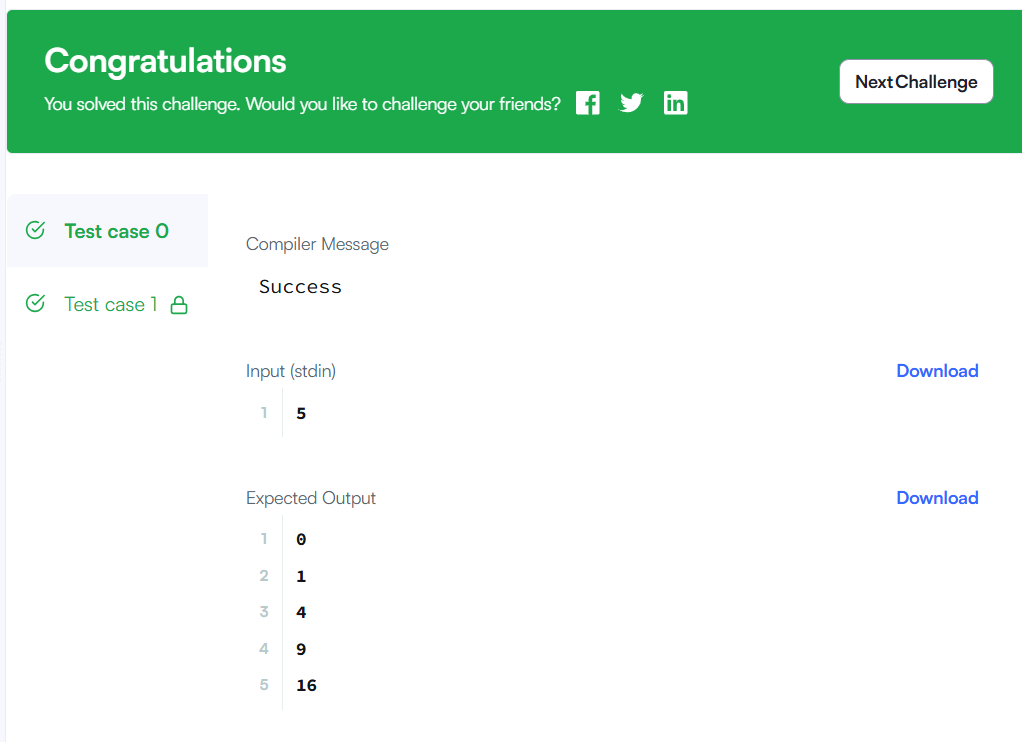 Congratulations
You solved this challenge. Would you like to challenge your friends?
Next Challenge
Test case 0
Test case 1
Compiler Message
Success
Input (stdin)
Download
1 5
Expected Output
Download
1 0
2 1
3 4
4 9
5 16